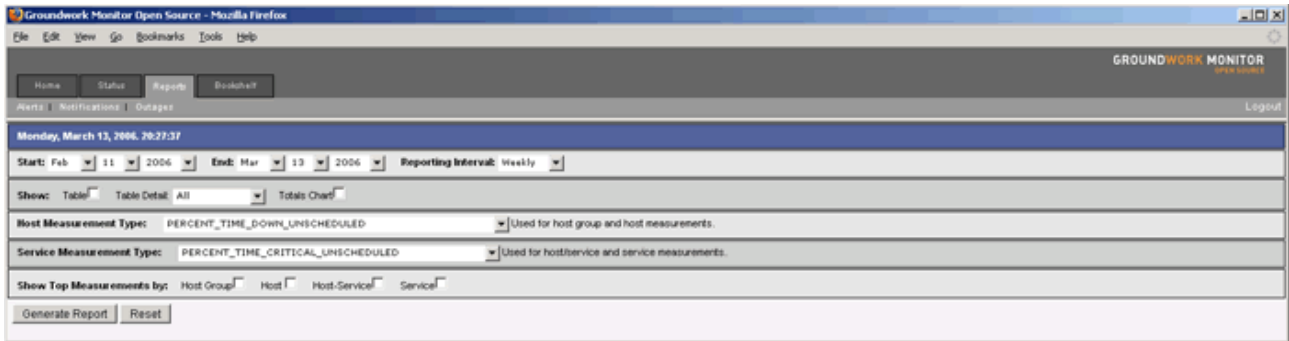 Groundwork Monitor Open Source - Mozilla Firefox
File Edit View Go Bookmarks Tools Help
GROUNDWORK MONITOR
OPEN SOURCE
Home Status Reports Bookshelf
Alerts | Notifications | Outages Logout
Monday, March 13, 2006. 20:27:37
Start: Feb 11 2006 End: Mar 13 2006 Reporting Interval: Weekly
Show: Table Table Detail: All Totals Chart
Host Measurement Type: PERCENT_TIME_DOWN_UNSCHEDULED Used for host group and host measurements.
Service Measurement Type: PERCENT_TIME_CRITICAL_UNSCHEDULED Used for host/service and service measurements.
Show Top Measurements by: Host Group Host Host-Service Service
Generate Report Reset